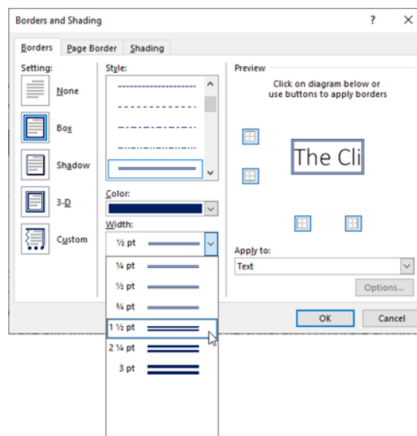 Borders and Shading
? X
Borders Page Border Shading
Setting:
None
Box
Shadow
3-D
Custom
Style:
Color:
Width:
½ pt
¼ pt
½ pt
¾ pt
1 ½ pt
2 ¼ pt
3 pt
Preview
Click on diagram below or
use buttons to apply borders
The Cli
Apply to:
Text
Options...
OK Cancel